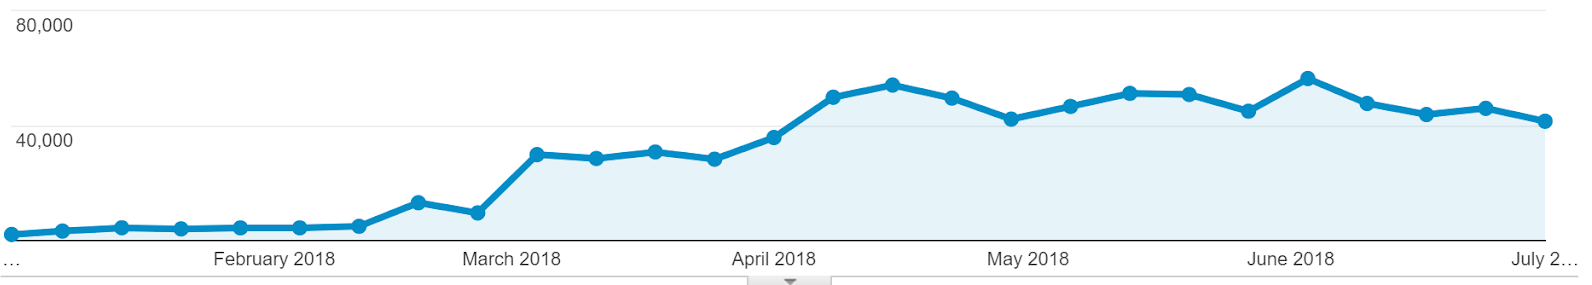 80,000
40,000
...
February 2018
March 2018
April 2018
May 2018
June 2018
July 2...